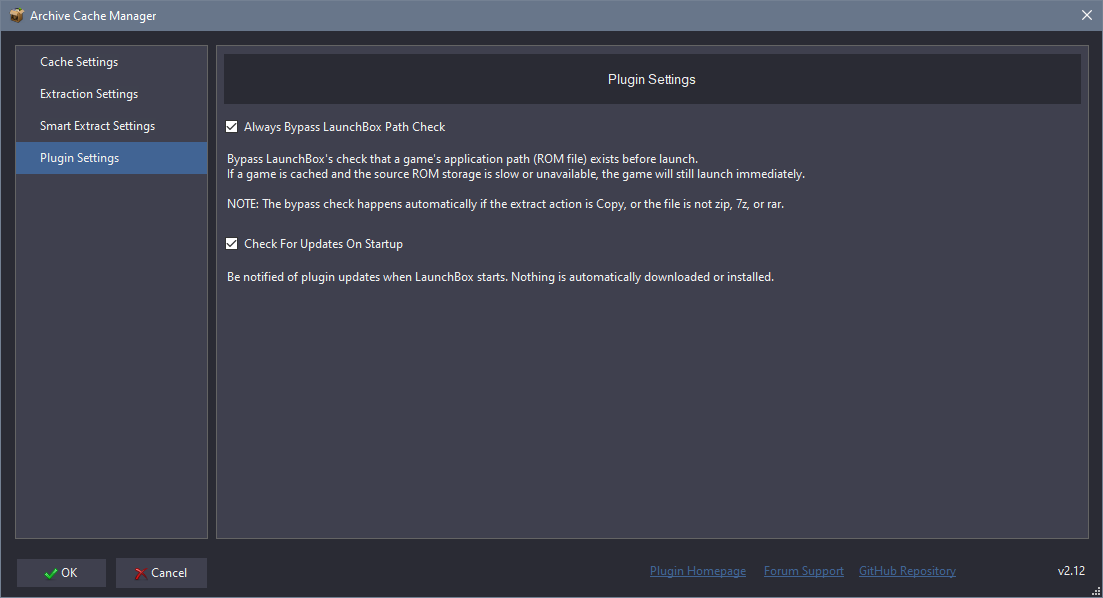 Archive Cache Manager
Cache Settings
Extraction Settings
Smart Extract Settings
Plugin Settings
Plugin Settings
Always Bypass LaunchBox Path Check
Bypass LaunchBox's check that a game's application path (ROM file) exists before launch.
If a game is cached and the source ROM storage is slow or unavailable, the game will still launch immediately.
NOTE: The bypass check happens automatically if the extract action is Copy, or the file is not zip, 7z, or rar.
Check For Updates On Startup
Be notified of plugin updates when LaunchBox starts. Nothing is automatically downloaded or installed.
OK
Cancel
Plugin Homepage
Forum Support
GitHub Repository
v2.12